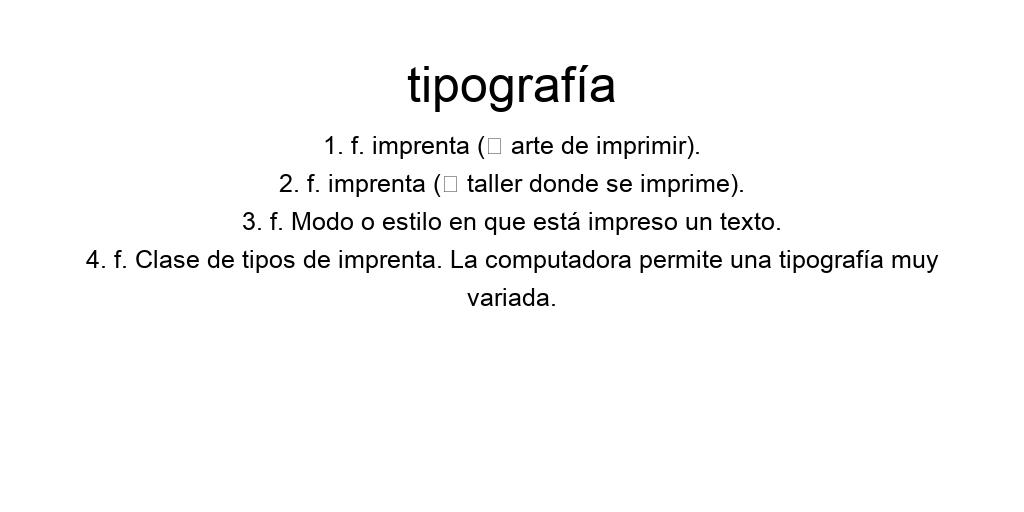 tipografía
1. f. imprenta (▯ arte de imprimir).
2. f. imprenta (▯ taller donde se imprime).
3. f. Modo o estilo en que está impreso un texto.
4. f. Clase de tipos de imprenta. La computadora permite una tipografía muy
variada.